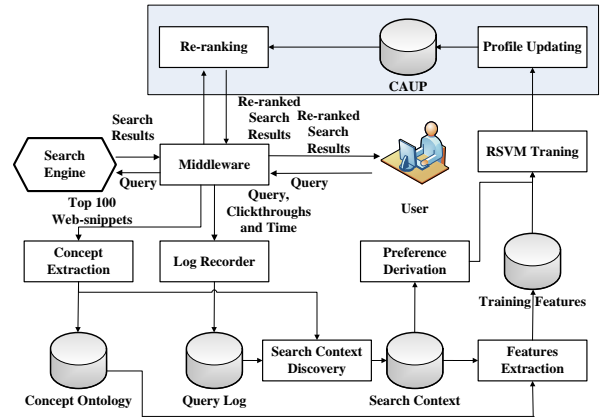 Re-ranking
CAUP
Profile Updating
Search
Results
Re-ranked
Search
Results
Re-ranked
Search
Results
Search
Engine
Middleware
RSVM Traning
Query
Query
User
Top 100
Web-snippets
Query,
Clickthroughs
and Time
Concept
Extraction
Log Recorder
Preference
Derivation
Training Features
Search Context
Discovery
Features
Extraction
Concept Ontology
Query Log
Search Context